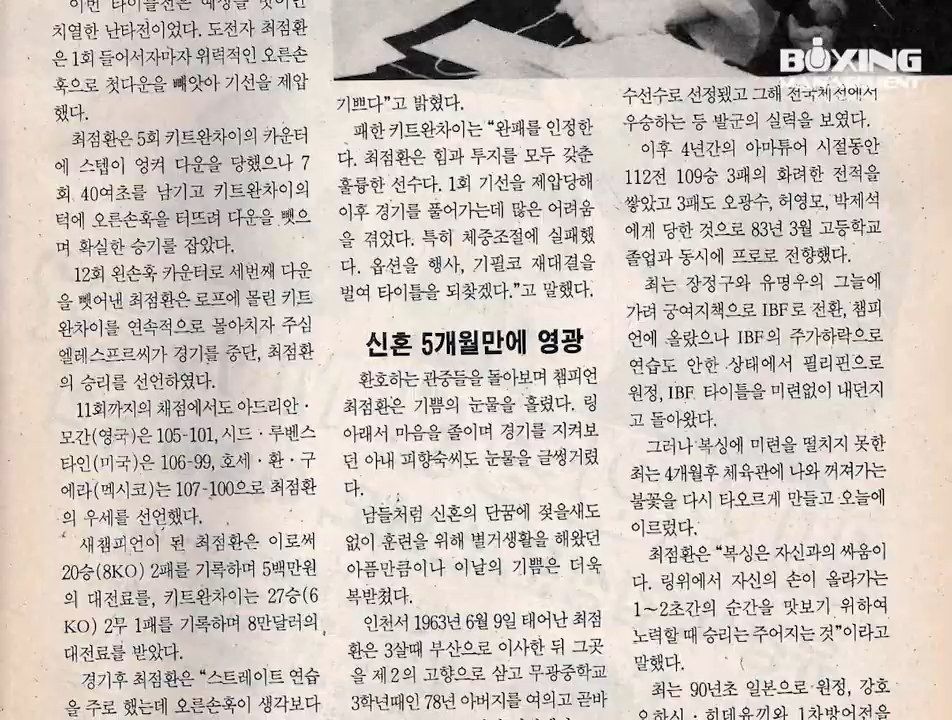 이번 타이틀전은 예상을 벗어난
치열한 난타전이었다. 도전자 최점환
은 1회 들어서자마자 위력적인 오른손
훅으로 첫다운을 빼앗아 기선을 제압
했다.
최점환은 5회 키트완차이의 카운터
에 스텝이 엉켜 다운을 당했으나 7
회 40여초를 남기고 키트완차이의
턱에 오른손훅을 터뜨려 다운을 뺏으
며 확실한 승기를 잡았다.
12회 왼손훅 카운터로 세번째 다운
을 뺏어낸 최점환은 로프에 몰린 키트
완차이를 연속적으로 몰아치자 주심
엘레스프르씨가 경기를 중단, 최점환
의 승리를 선언하였다.
11회까지의 채점에서도 아드리안·
모간(영국)은 105-101, 시드·루벤스
타인(미국)은 106-99, 호세·환·구
에라(멕시코)는 107-100으로 최점환
의 우세를 선언했다.
새챔피언이 된 최점환은 이로써
20승(8KO) 2패를 기록하며 5백만원
의 대전료를, 키트완차이는 27승(6
KO) 2무 1패를 기록하며 8만달러의
대전료를 받았다.
경기후 최점환은 “스트레이트 연습
을 주로 했는데 오른손훅이 생각보다
기쁘다”고 밝혔다.
패한 키트완차이는 “완패를 인정한
다. 최점환은 힘과 투지를 모두 갖춘
훌륭한 선수다. 1회 기선을 제압당해
이후 경기를 풀어가는데 많은 어려움
을 겪었다. 특히 체중조절에 실패했
다. 옵션을 행사, 기필코 재대결을
벌여 타이틀을 되찾겠다.”고 말했다.
신혼 5개월만에 영광
환호하는 관중들을 돌아보며 챔피언
최점환은 기쁨의 눈물을 흘렸다. 링
아래서 마음을 졸이며 경기를 지켜보
던 아내 피향숙씨도 눈물을 글썽거렸
다.
남들처럼 신혼의 단꿈에 젖을새도
없이 훈련을 위해 별거생활을 해왔던
아픔만큼이나 이날의 기쁨은 더욱
복받쳤다.
인천서 1963년 6월 9일 태어난 최점
환은 3살때 부산으로 이사한 뒤 그곳
을 제2의 고향으로 삼고 무광중학교
3학년때인 78년 아버지를 여의고 곧바
BOXING
MANAGEMENT
수선수로 선정됐고 그해 전국체전에서
우승하는 등 발군의 실력을 보였다.
이후 4년간의 아마튜어 시절동안
112전 109승 3패의 화려한 전적을
쌓았고 3패도 오광수, 허영모, 박제석
에게 당한 것으로 83년 3월 고등학교
졸업과 동시에 프로로 전향했다.
최는 장정구와 유명우의 그늘에
가려 궁여지책으로 IBF로 전환, 챔피
언에 올랐으나 IBF의 주가하락으로
연습도 안한 상태에서 필리핀으로
원정, IBF 타이틀을 미련없이 내던지
고 돌아왔다.
그러나 복싱에 미련을 떨치지 못한
최는 4개월후 체육관에 나와 꺼져가는
불꽃을 다시 타오르게 만들고 오늘에
이르렀다.
최점환은 “복싱은 자신과의 싸움이
다. 링위에서 자신의 손이 올라가는
1~2초간의 순간을 맛보기 위하여
노력할 때 승리는 주어지는 것”이라고
말했다.
최는 90년초 일본으로 원정, 강호
오하시·히데유끼와 1차방어전을